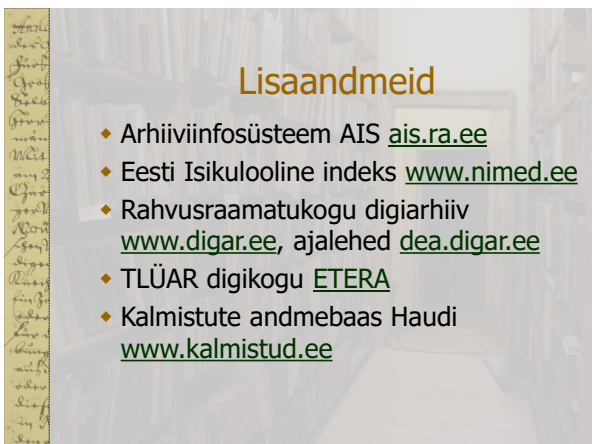 Lisaandmeid
Arhiiviinfosüsteem AIS ais.ra.ee
Eesti Isikulooline indeks www.nimed.ee
Rahvusraamatukogu digiarhiiv
www.digar.ee, ajalehed dea.digar.ee
TLÜAR digikogu ETERA
Kalmistute andmebaas Haudi
www.kalmistud.ee